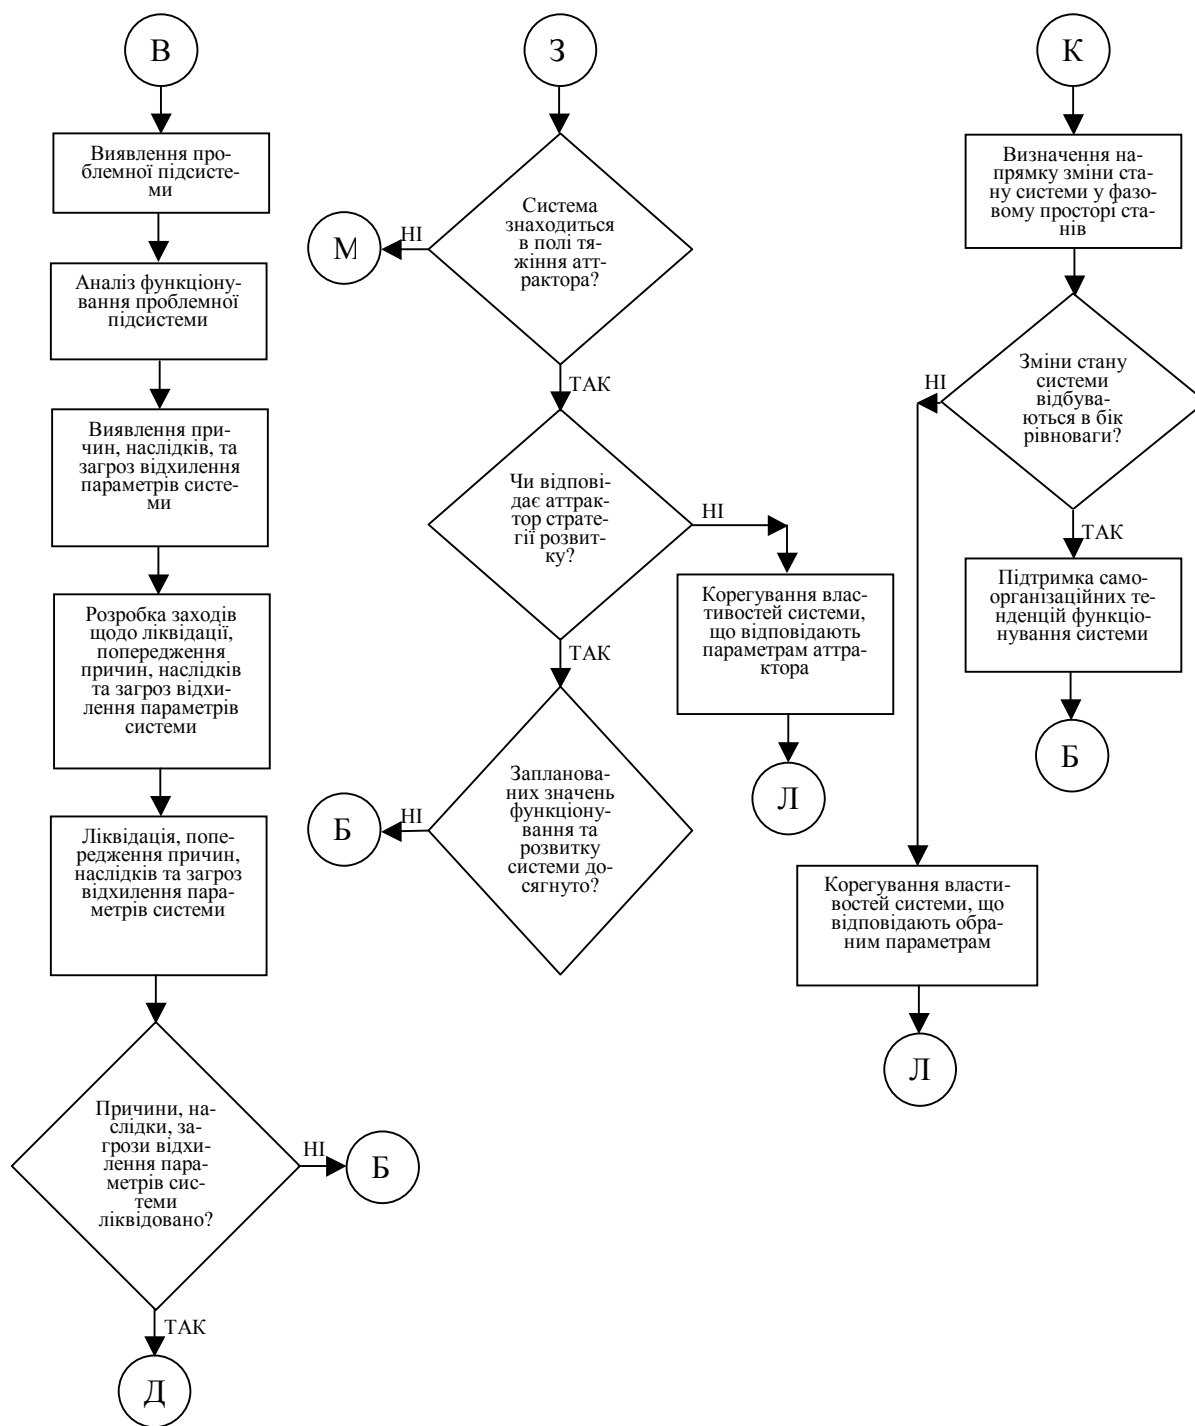 В
Виявлення про-
блемної підсисте-
ми
Аналіз функціону-
вання проблемної
підсистеми
Виявлення при-
чин, наслідків, та
загроз відхилення
параметрів систе-
ми
Розробка заходів
щодо ліквідації,
попередження
причин, наслідків
та загроз відхи-
лення параметрів
системи
Ліквідація, попе-
редження причин,
наслідків та загроз
відхилення пара-
метрів системи
Причини, на-
слідки, за-
грози відхи-
лення пара-
метрів сис-
теми
ліквідовано?
НІ
Б
ТАК
Д
З
Система
знаходиться
в полі тя-
жіння атт-
рактора?
НІ
М
ТАК
Чи відпові-
дає аттрак-
тор страте-
гії розвит-
ку?
НІ
Корегування влас-
тивостей системи,
що відповідають
параметрам аттра-
ктора
Л
ТАК
Запланова-
них значень
функціону-
вання та
розвитку
системи до-
сягнуто?
НІ
Б
К
Визначення на-
прямку зміни ста-
ну системи у фазо-
вому просторі ста-
нів
Зміни стану
системи
відбува-
ються в бік
рівноваги?
НІ
ТАК
Підтримка само-
організаційних те-
нденцій функціо-
нування системи
Б
Корегування власти-
востей системи, що
відповідають обра-
ним параметрам
Л